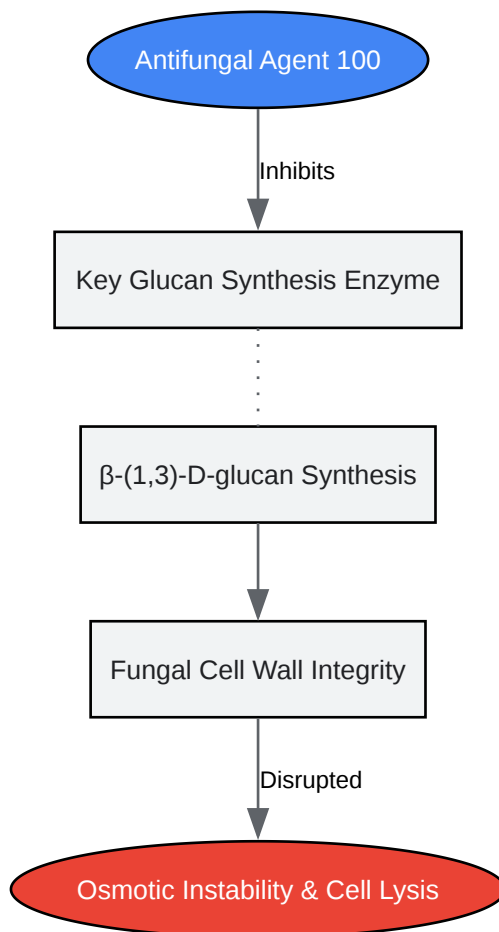 Antifungal Agent 100
Inhibits
Key Glucan Synthesis Enzyme
β-(1,3)-D-glucan Synthesis
Fungal Cell Wall Integrity
Disrupted
Osmotic Instability & Cell Lysis